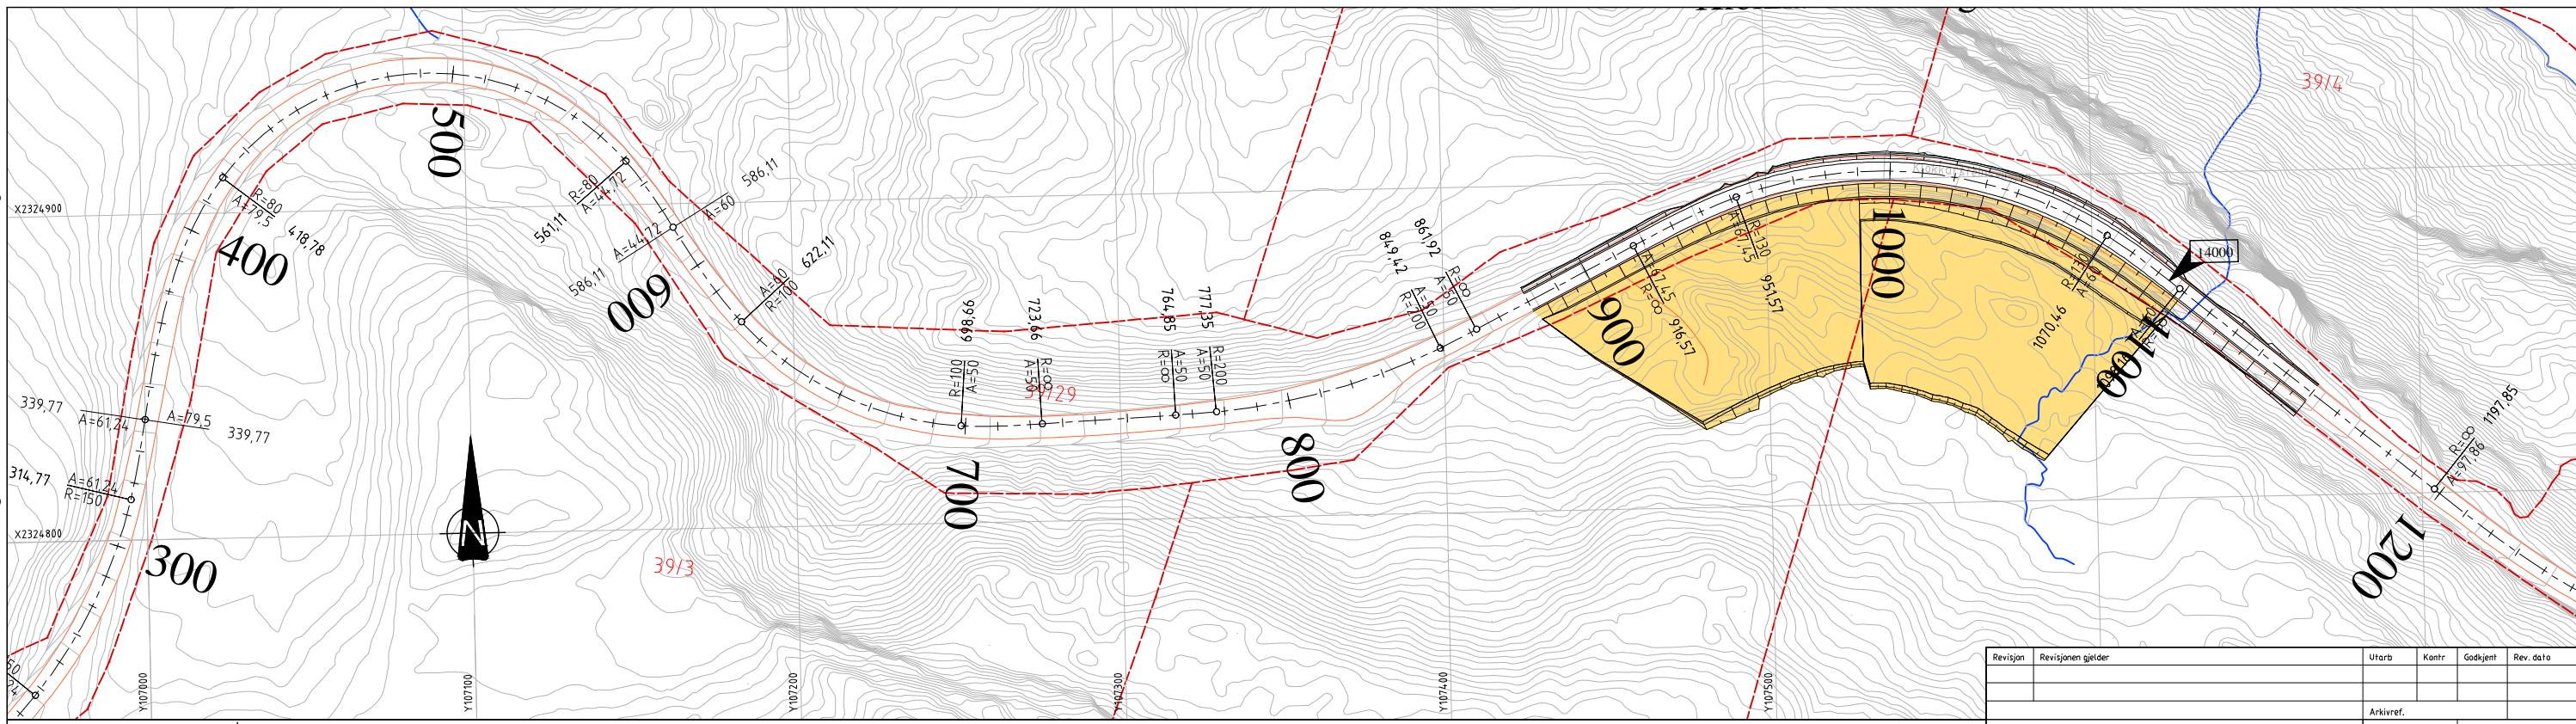 39/4
500
586,11
R=80
A=44,72
A=60
561,11
R=80
A=79,5
418,78
400
X2324900
A=44,72
586,11
622,11
A=60
R=100
600
861,92
849,42
R=∞
A=50
A=50
R=200
A=67,45
R=∞
916,57
R=130
A=67,45
951,57
900
1000
14000
R=130
A=60
1070,46
1100
698,69
723,66
764,85
777,35
R=100
A=50
R=∞
A=50
A=50
R=∞
R=200
A=50
39/29
339,77
A=61,24
A=79,5
339,77
314,77
A=61,24
R=150
800
700
1197,85
R=∞
A=97,86
1200
X2324800
N
300
39/3
Y107000
Y107100
Y107200
Y107300
Y107400
Y107500
Revisjon
Revisjonen gjelder
Utarb
Kontr
Godkjent
Rev. dato
Arkivref.